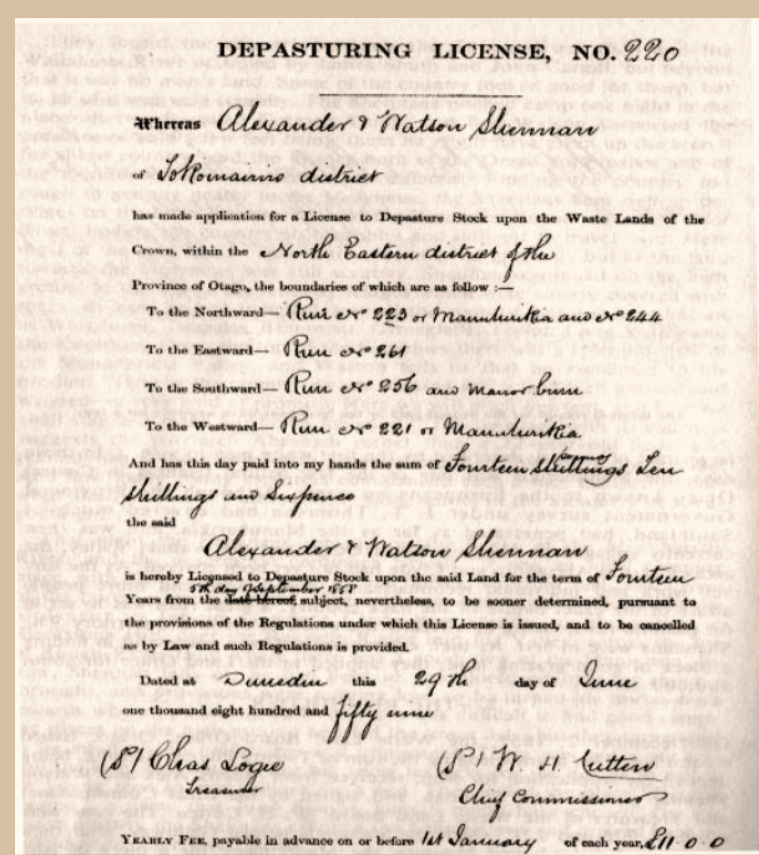 DEPASTURING LICENSE, NO. 220
Whereas Alexander & Watson Shennan
of Tokomairiro district
has made application for a License to Depasture Stock upon the Waste Lands of the
Crown, within the North Eastern district of the
Province of Otago, the boundaries of which are as follow :—
To the Northward— Run No 223 or Manuherikia and No 244
To the Eastward— Run No 261
To the Southward— Run No 256 and Manor burn
To the Westward— Run No 221 or Manuherikia
And has this day paid into my hands the sum of Fourteen shillings Ten
shillings and Sixpence
the said
Alexander & Watson Shennan
is hereby Licensed to Depasture Stock upon the said Land for the term of Fourteen
5th day of September 1858
Years from the date hereof, subject, nevertheless, to be sooner determined, pursuant to
the provisions of the Regulations under which this License is issued, and to be cancelled
as by Law and such Regulations is provided.
Dated at Dunedin this 29th day of June
one thousand eight hundred and fifty nine
(S) Chas Logie
Treasurer
(S) W. H. Cutten
Chief Commissioner
YEARLY FEE, payable in advance on or before 1st January of each year, £11 0 0